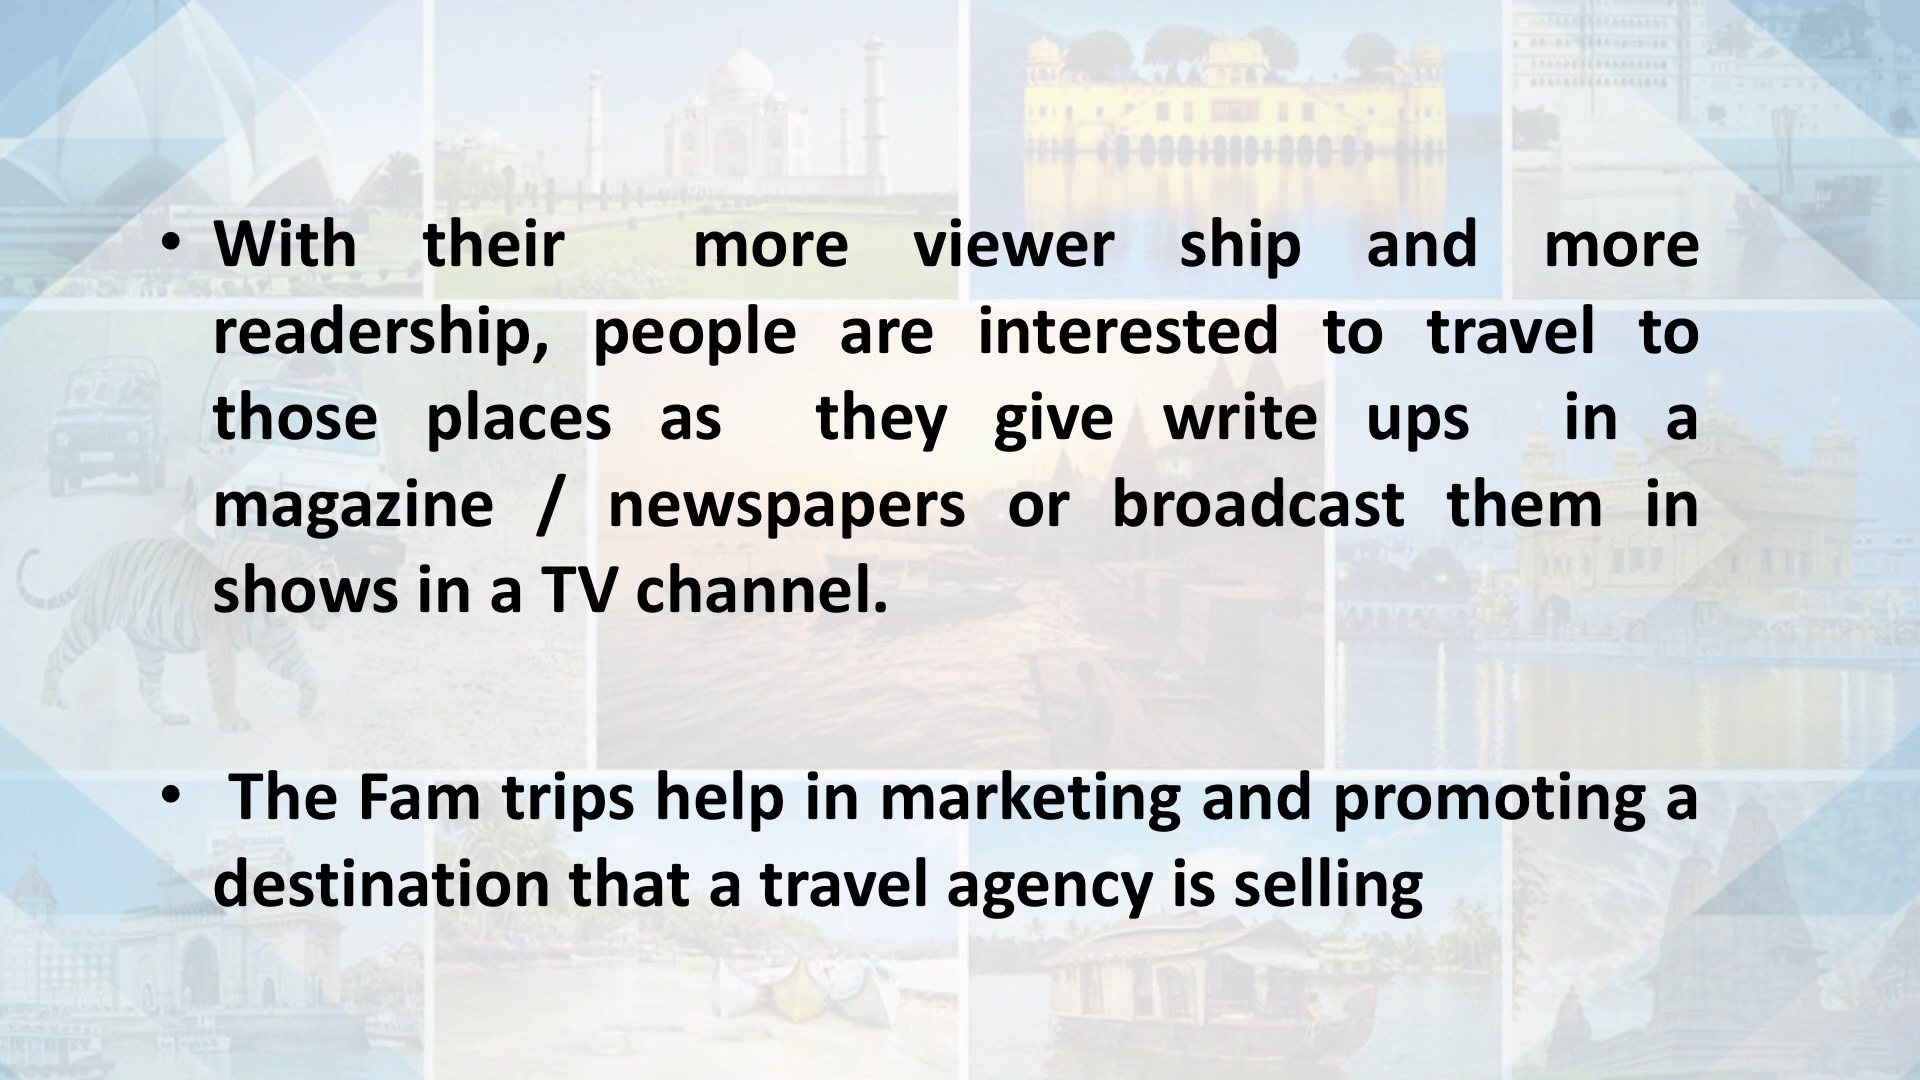 • With their more viewer ship and more
readership, people are interested to travel to
those places as they give write ups in a
magazine / newspapers or broadcast them in
shows in a TV channel.
• The Fam trips help in marketing and promoting a
destination that a travel agency is selling